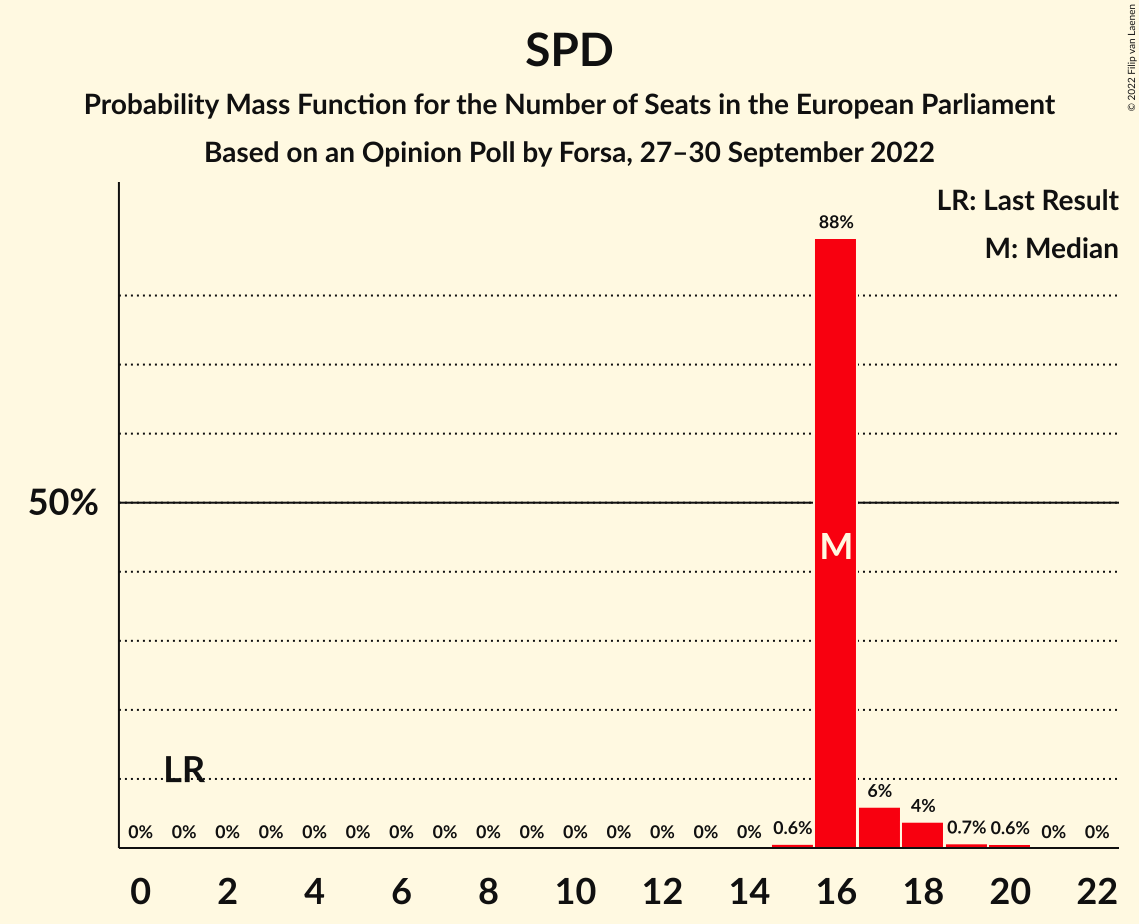 SPD
Probability Mass Function for the Number of Seats in the European Parliament
Based on an Opinion Poll by Forsa, 27–30 September 2022
© 2022 Filip van Laenen
LR: Last Result
M: Median
88%
50%
M
LR
0% 0% 0% 0% 0% 0% 0% 0% 0% 0% 0% 0% 0% 0% 0% 0.6% 6% 4% 0.7% 0.6% 0% 0%
0 2 4 6 8 10 12 14 16 18 20 22